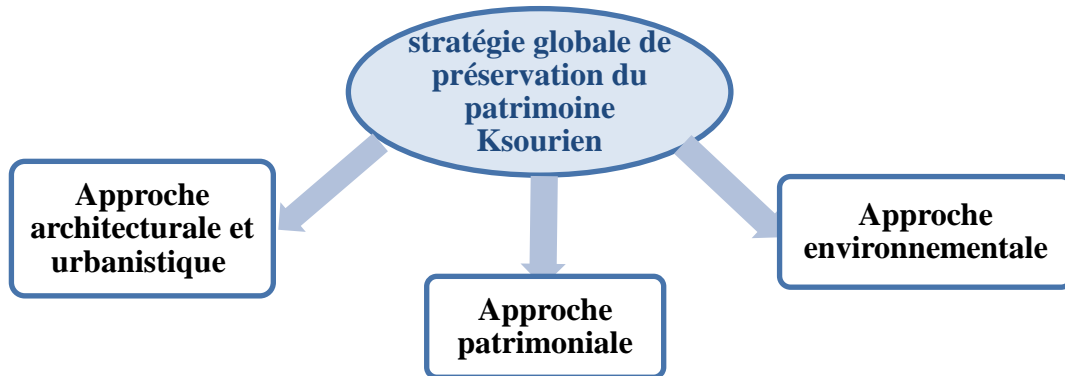 stratégie globale de
préservation du
patrimoine
Ksourien
Approche
architecturale et
urbanistique
Approche
patrimoniale
Approche
environnementale